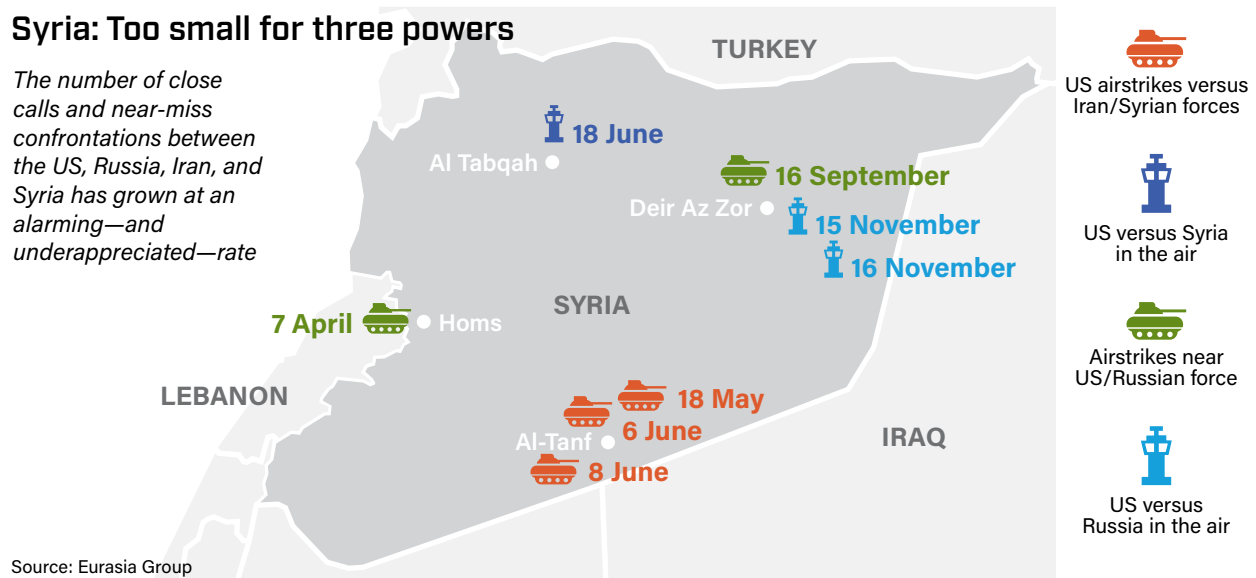 Syria: Too small for three powers
The number of close
calls and near-miss
confrontations between
the US, Russia, Iran, and
Syria has grown at an
alarming—and
underappreciated—rate
TURKEY
18 June
Al Tabqah
16 September
Deir Az Zor
15 November
16 November
SYRIA
7 April
Homs
LEBANON
18 May
6 June
Al-Tanf
8 June
IRAQ
US airstrikes versus
Iran/Syrian forces
US versus Syria
in the air
Airstrikes near
US/Russian force
US versus
Russia in the air
Source: Eurasia Group